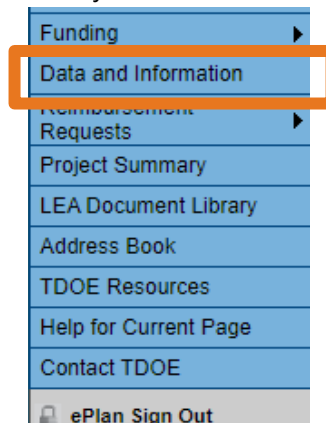 Funding
Data and Information
Reimbursement
Requests
Project Summary
LEA Document Library
Address Book
TDOE Resources
Help for Current Page
Contact TDOE
ePlan Sign Out